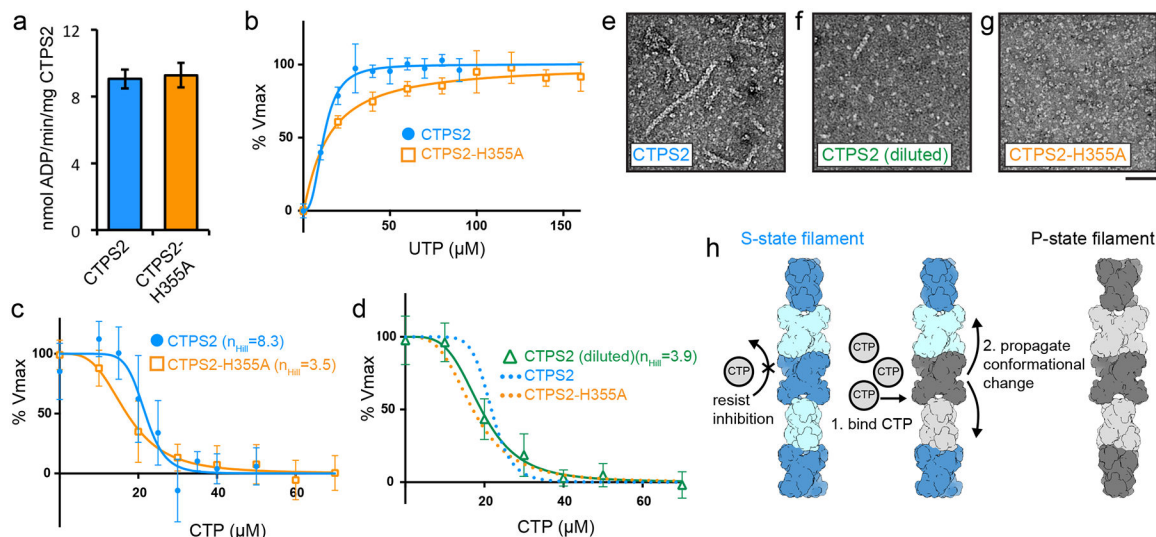 a
nmol ADP/min/mg CTPS2
12
8
4
0
CTPS2
CTPS2-
H355A
b
% Vmax
100
50
0
CTPS2
CTPS2-H355A
50
100
150
UTP (µM)
e
CTPS2
f
CTPS2 (diluted)
g
CTPS2-H355A
c
% Vmax
100
50
0
CTPS2 (nHill=8.3)
CTPS2-H355A (nHill=3.5)
20
40
60
CTP (µM)
d
% Vmax
100
50
0
CTPS2 (diluted)(nHill=3.9)
CTPS2
CTPS2-H355A
20
40
60
CTP (µM)
h
S-state filament
P-state filament
CTP
resist
inhibition
CTP
CTP
CTP
1. bind CTP
2. propagate
conformational
change